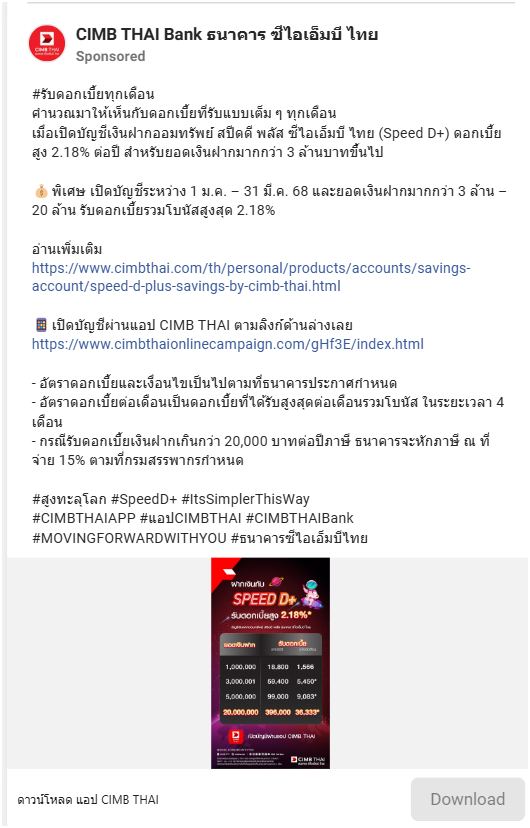 CIMB THAI Bank ธนาคาร ซีไอเอ็มบี ไทย
Sponsored
#รับดอกเบี้ยทุกเดือน
คำนวณมาให้เห็นกับดอกเบี้ยที่รับแบบเต็ม ๆ ทุกเดือน
เมื่อเปิดบัญชีเงินฝากออมทรัพย์ สปีดดี พลัส ซีไอเอ็มบี ไทย (Speed D+) ดอกเบี้ย
สูง 2.18% ต่อปี สำหรับยอดเงินฝากมากกว่า 3 ล้านบาทขึ้นไป
💰 พิเศษ เปิดบัญชีระหว่าง 1 ม.ค. – 31 มี.ค. 68 และยอดเงินฝากมากกว่า 3 ล้าน –
20 ล้าน รับดอกเบี้ยรวมโบนัสสูงสุด 2.18%
อ่านเพิ่มเติม
https://www.cimbthai.com/th/personal/products/accounts/savings-
account/speed-d-plus-savings-by-cimb-thai.html
📱 เปิดบัญชีผ่านแอป CIMB THAI ตามลิงก์ด้านล่างเลย
https://www.cimbthaionlinecampaign.com/gHf3E/index.html
- อัตราดอกเบี้ยและเงื่อนไขเป็นไปตามที่ธนาคารประกาศกำหนด
- อัตราดอกเบี้ยต่อเดือนเป็นดอกเบี้ยที่ได้รับสูงสุดต่อเดือนรวมโบนัส ในระยะเวลา 4
เดือน
- กรณีรับดอกเบี้ยเงินฝากเกินกว่า 20,000 บาทต่อปีภาษี ธนาคารจะหักภาษี ณ ที่
จ่าย 15% ตามที่กรมสรรพากรกำหนด
#สูงทะลุโลก #SpeedD+ #ItsSimplerThisWay
#CIMBTHAIAPP #แอปCIMBTHAI #CIMBTHAIBank
#MOVINGFORWARDWITHYOU #ธนาคารซีไอเอ็มบีไทย
ฝากเงินกับ
SPEED D+
รับดอกเบี้ยสูง 2.18%*
ยอดเงินฝาก รับดอกเบี้ย
1,000,000 18,800 1,566
3,000,001 59,400 5,450*
5,000,000 99,000 9,083*
20,000,000 396,000 36,333*
เปิดบัญชีผ่านแอป CIMB THAI
CIMB THAI
ดาวน์โหลด แอป CIMB THAI
Download